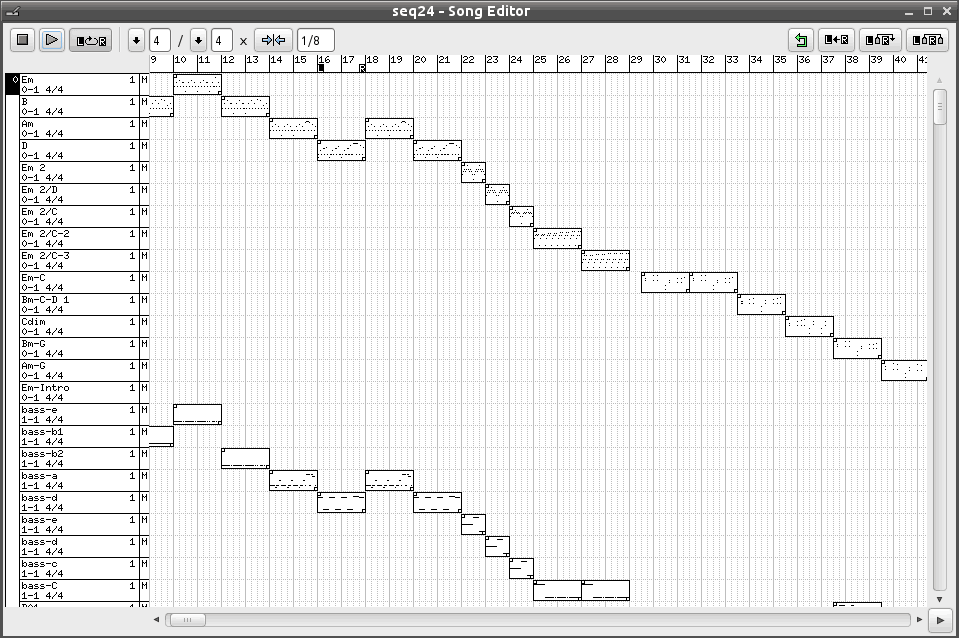 seq24 - Song Editor
4 / 4 x 1/8
9 10 11 12 13 14 15 16 17 18 19 20 21 22 23 24 25 26 27 28 29 30 31 32 33 34 35 36 37 38 39 40 41
L R
0 Em 1 M
0-1 4/4
B 1 M
0-1 4/4
Am 1 M
0-1 4/4
D 1 M
0-1 4/4
Em 2 1 M
0-1 4/4
Em 2/D 1 M
0-1 4/4
Em 2/C 1 M
0-1 4/4
Em 2/C-2 1 M
0-1 4/4
Em 2/C-3 1 M
0-1 4/4
Em-C 1 M
0-1 4/4
Bm-C-D 1 1 M
0-1 4/4
Cdim 1 M
0-1 4/4
Bm-G 1 M
0-1 4/4
Am-G 1 M
0-1 4/4
Em-Intro 1 M
0-1 4/4
bass-e 1 M
1-1 4/4
bass-b1 1 M
1-1 4/4
bass-b2 1 M
1-1 4/4
bass-a 1 M
1-1 4/4
bass-d 1 M
1-1 4/4
bass-e 1 M
1-1 4/4
bass-d 1 M
1-1 4/4
bass-c 1 M
1-1 4/4
bass-C 1 M
1-1 4/4